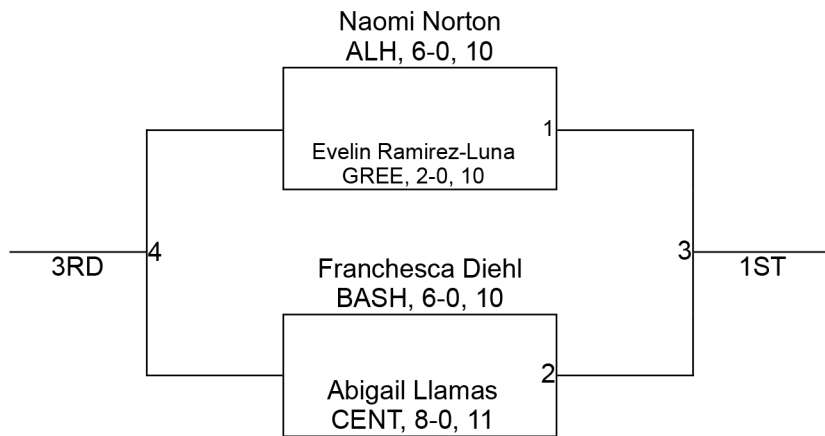 Naomi Norton
ALH, 6-0, 10
1
Evelin Ramirez-Luna
GREE, 2-0, 10
4
3RD
3
1ST
Franchesca Diehl
BASH, 6-0, 10
2
Abigail Llamas
CENT, 8-0, 11